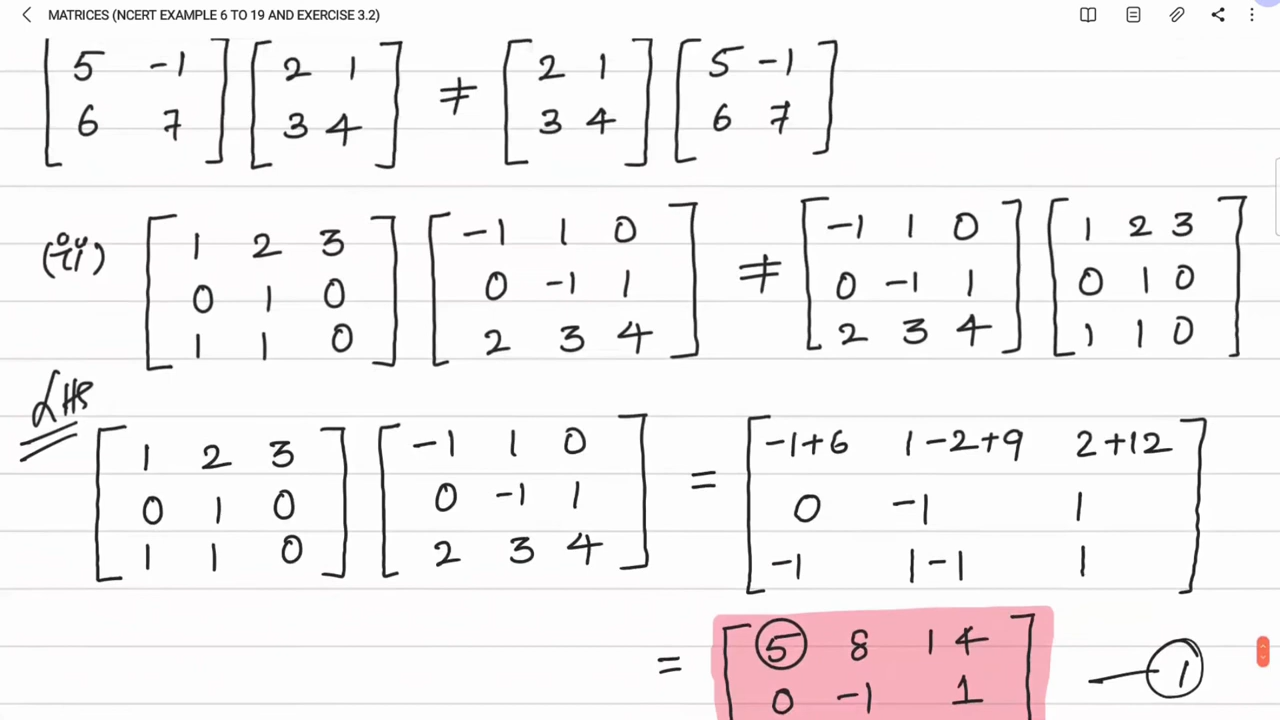 MATRICES (NCERT EXAMPLE 6 TO 19 AND EXERCISE 3.2)
[5 -1] [2 1] ≠ [2 1] [5 -1]
[6 7] [3 4] [3 4] [6 7]
(ii) [1 2 3] [-1 1 0] ≠ [-1 1 0] [1 2 3]
[0 1 0] [0 -1 1] [0 -1 1] [0 1 0]
[1 1 0] [2 3 4] [2 3 4] [1 1 0]
LHS
[1 2 3] [-1 1 0] = [-1+6 1-2+9 2+12]
[0 1 0] [0 -1 1] [0 -1 1]
[1 1 0] [2 3 4] [-1 1-1 1]
= [5 8 14] — 1
[0 -1 1]